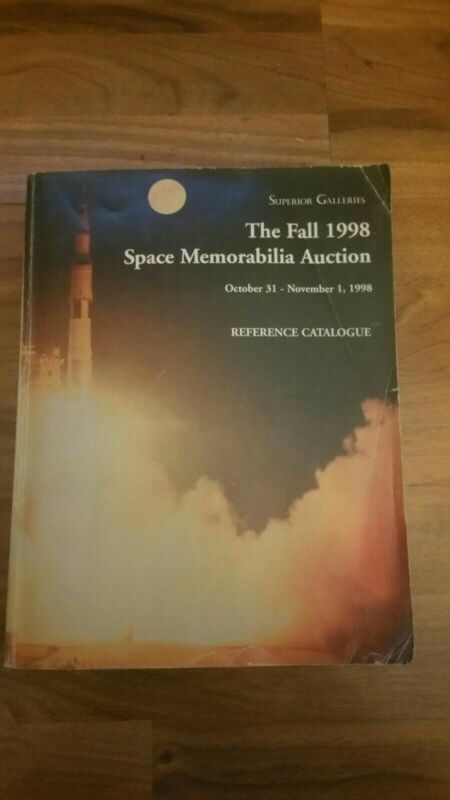 SUPERIOR GALLERIES
The Fall 1998
Space Memorabilia Auction
October 31 - November 1, 1998
REFERENCE CATALOGUE